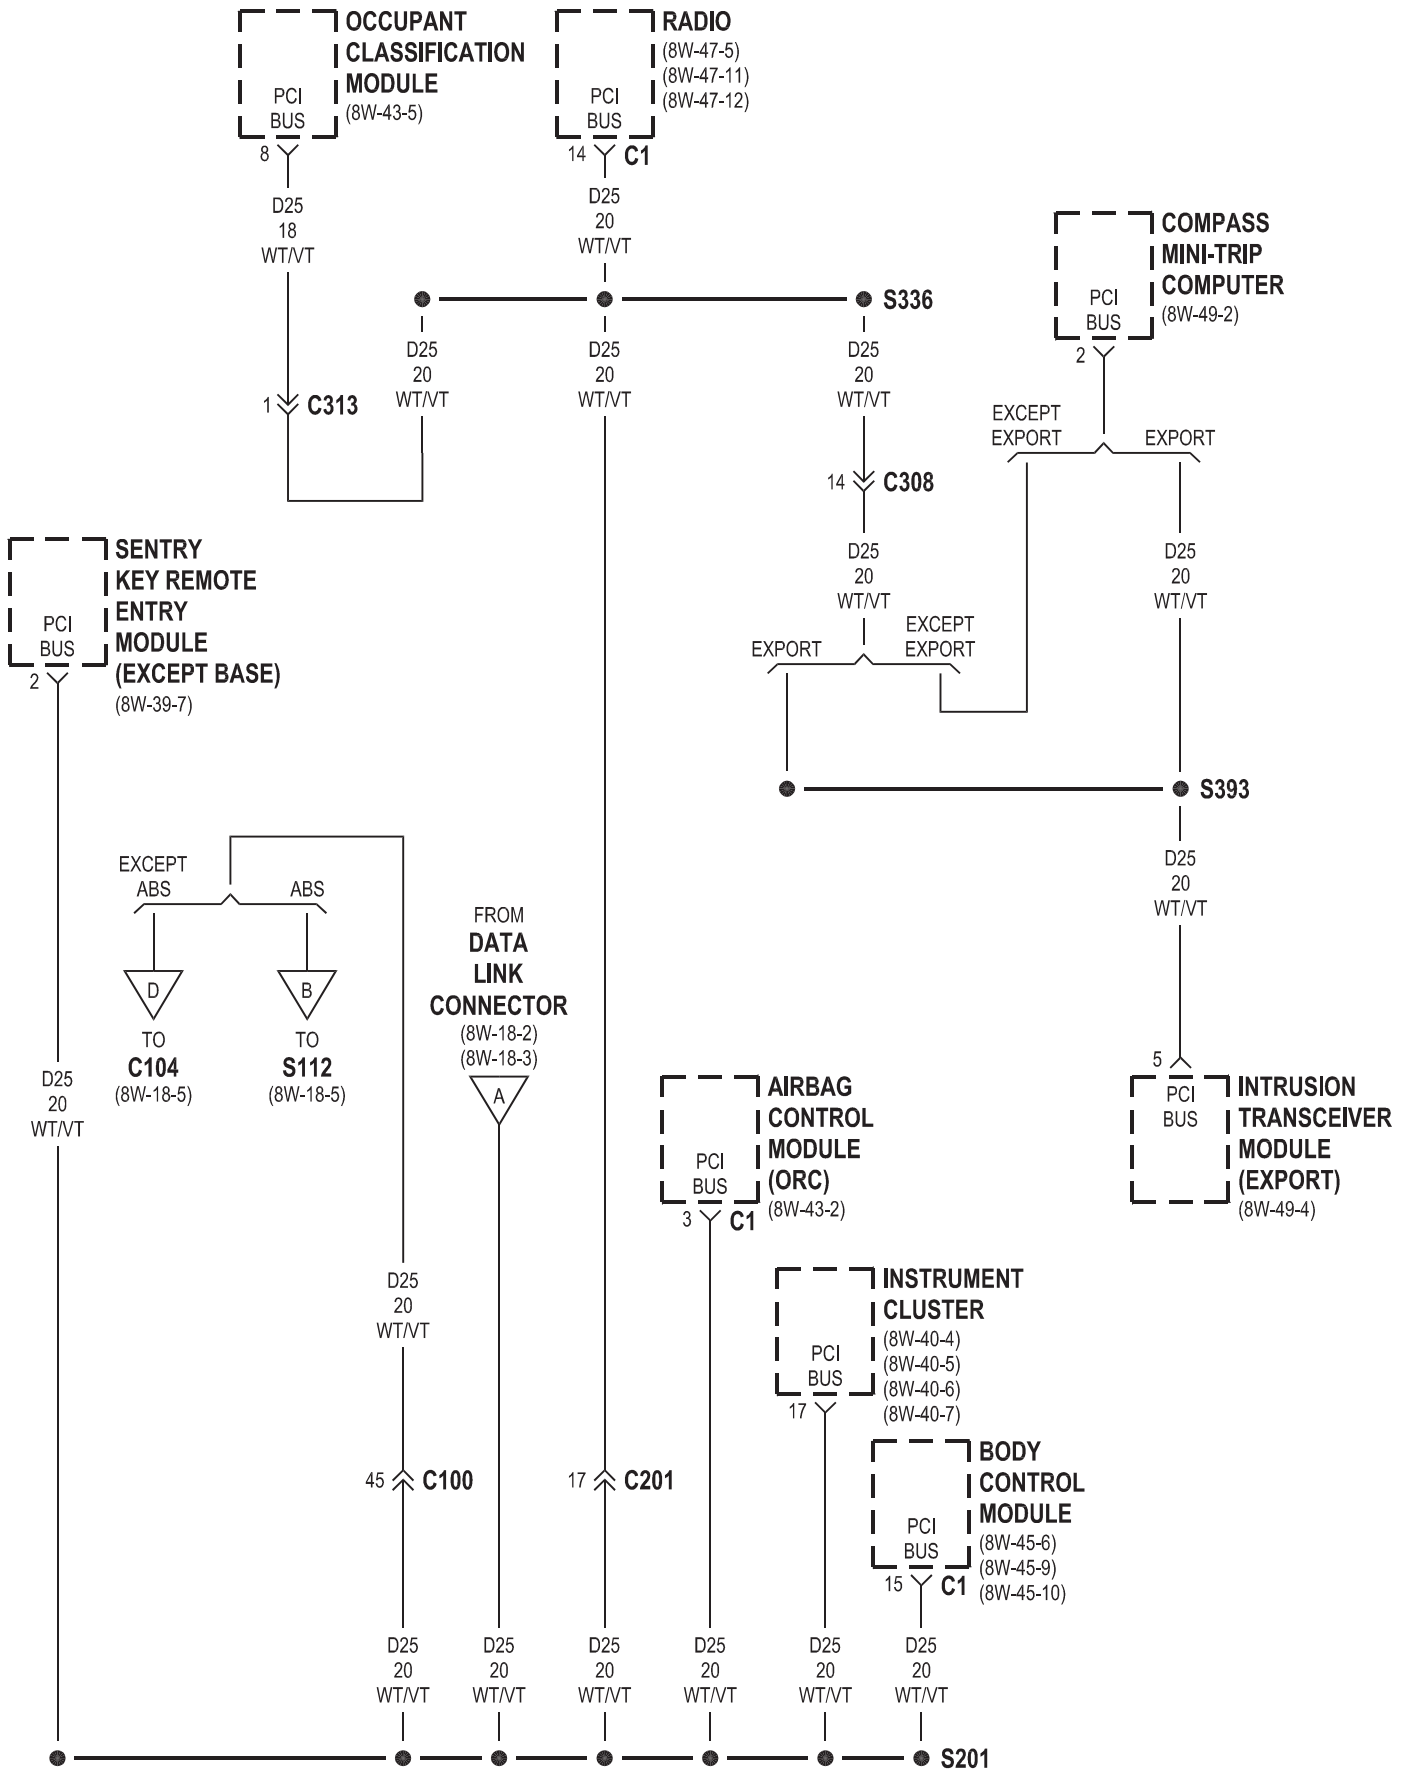 OCCUPANT
CLASSIFICATION
MODULE
(8W-43-5)
PCI
BUS
8
D25
18
WT/VT
1
C313
RADIO
(8W-47-5)
(8W-47-11)
(8W-47-12)
PCI
BUS
14
C1
D25
20
WT/VT
S336
D25
20
WT/VT
D25
20
WT/VT
D25
20
WT/VT
14
C308
D25
20
WT/VT
EXPORT
EXCEPT
EXPORT
COMPASS
MINI-TRIP
COMPUTER
(8W-49-2)
PCI
BUS
2
EXCEPT
EXPORT
EXPORT
D25
20
WT/VT
S393
D25
20
WT/VT
5
PCI
BUS
INTRUSION
TRANSCEIVER
MODULE
(EXPORT)
(8W-49-4)
SENTRY
KEY REMOTE
ENTRY
MODULE
(EXCEPT BASE)
(8W-39-7)
PCI
BUS
2
D25
20
WT/VT
EXCEPT
ABS
ABS
D
TO
C104
(8W-18-5)
B
TO
S112
(8W-18-5)
D25
20
WT/VT
45
C100
FROM
DATA
LINK
CONNECTOR
(8W-18-2)
(8W-18-3)
A
17
C201
AIRBAG
CONTROL
MODULE
(ORC)
(8W-43-2)
PCI
BUS
3
C1
INSTRUMENT
CLUSTER
(8W-40-4)
(8W-40-5)
(8W-40-6)
(8W-40-7)
PCI
BUS
17
BODY
CONTROL
MODULE
(8W-45-6)
(8W-45-9)
(8W-45-10)
PCI
BUS
15
C1
D25
20
WT/VT
D25
20
WT/VT
D25
20
WT/VT
D25
20
WT/VT
D25
20
WT/VT
D25
20
WT/VT
S201